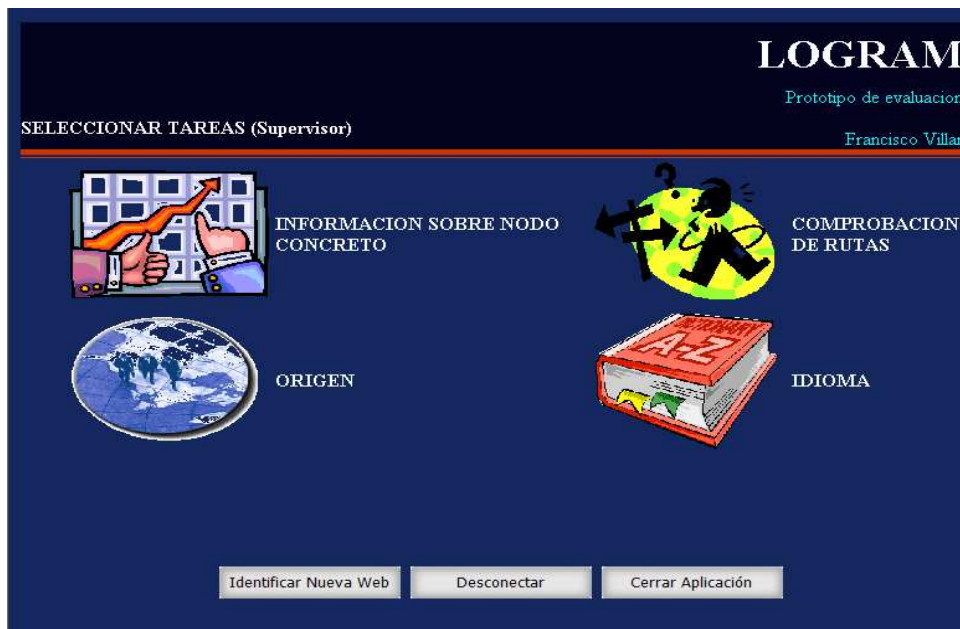 LOGRAM
Prototipo de evaluacion
SELECCIONAR TAREAS (Supervisor)
Francisco Villar
INFORMACION SOBRE NODO
CONCRETO
COMPROBACION
DE RUTAS
DICTIONARY
A-Z
ORIGEN
IDIOMA
Identificar Nueva Web
Desconectar
Cerrar Aplicación